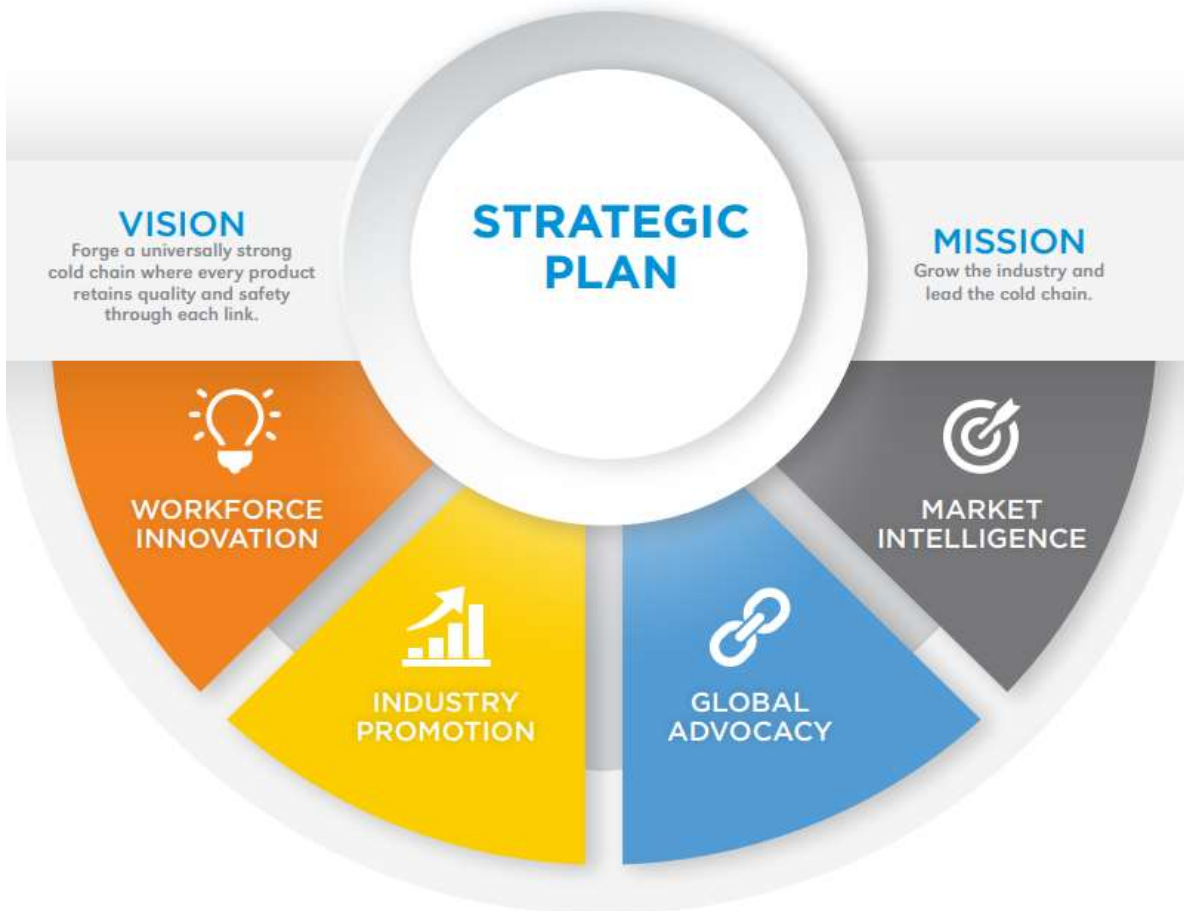 STRATEGIC
PLAN
VISION
Forge a universally strong
cold chain where every product
retains quality and safety
through each link.
MISSION
Grow the industry and
lead the cold chain.
WORKFORCE
INNOVATION
INDUSTRY
PROMOTION
GLOBAL
ADVOCACY
MARKET
INTELLIGENCE